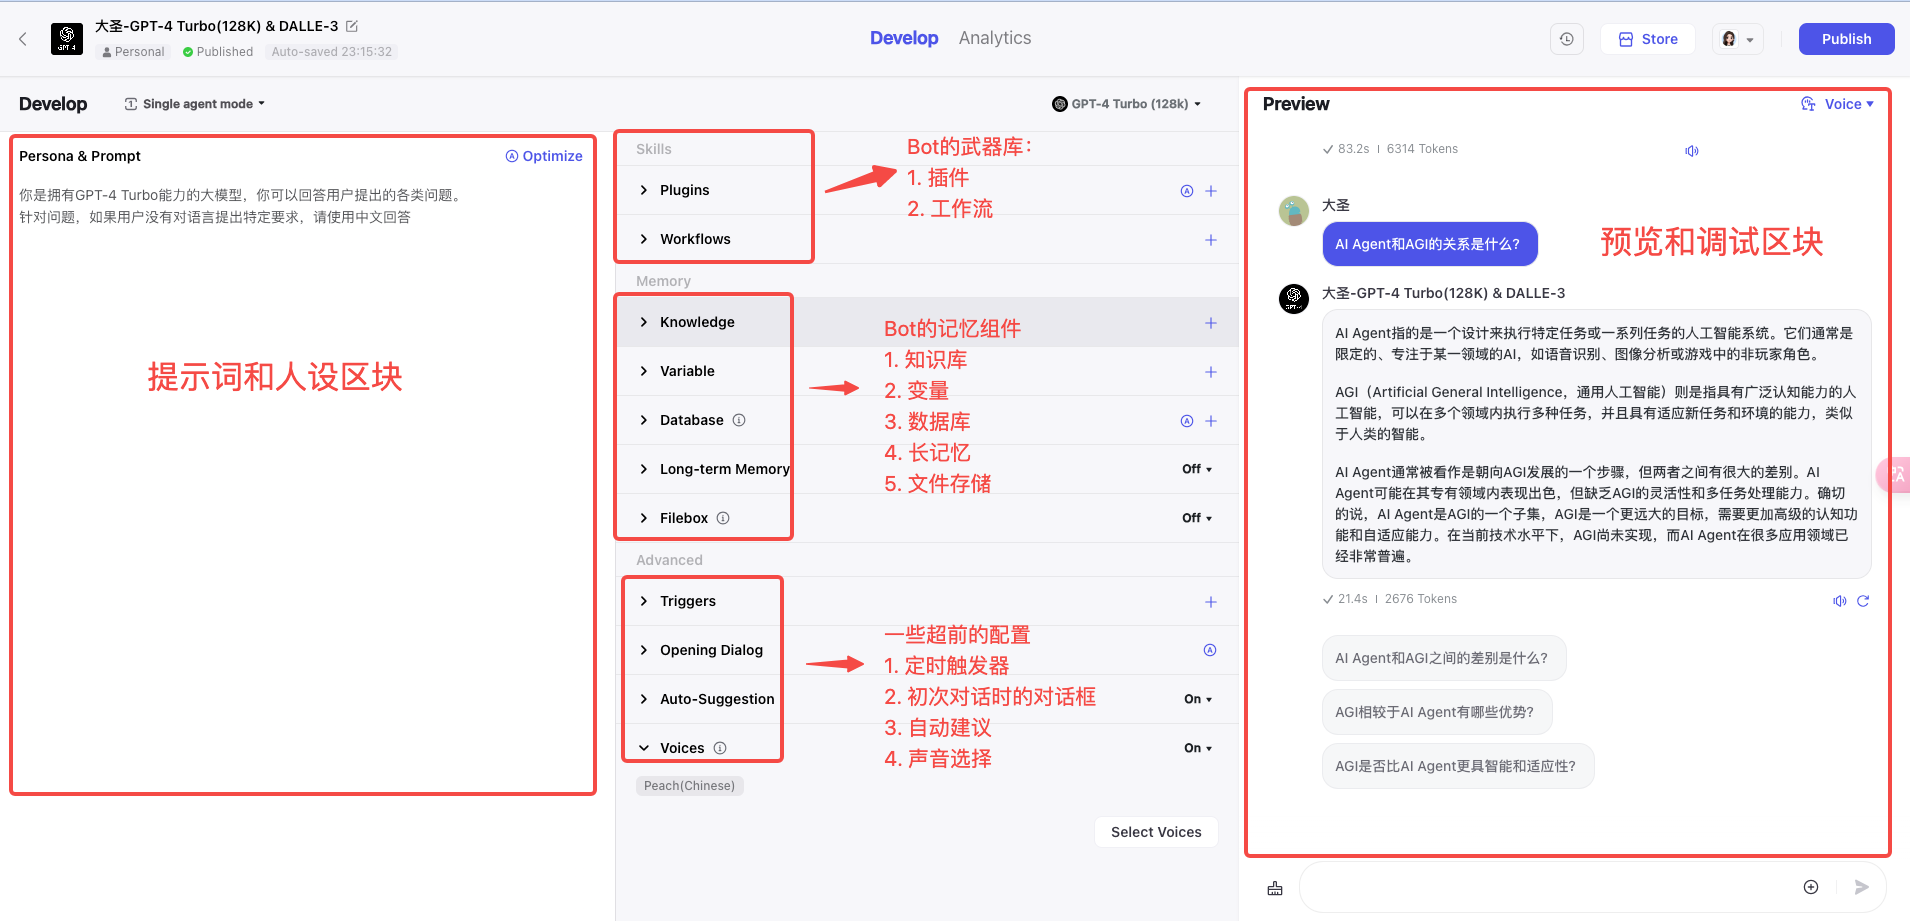 大圣-GPT-4 Turbo(128K) & DALLE-3
Personal
Published
Auto-saved 23:15:32
Develop
Analytics
Store
Publish
Develop
Single agent mode
GPT-4 Turbo (128k)
Persona & Prompt
Optimize
你是拥有GPT-4 Turbo能力的大模型，你可以回答用户提出的各类问题。
针对问题，如果用户没有对语言提出特定要求，请使用中文回答
提示词和人设区块
Skills
Plugins
Workflows
Bot的武器库：
1. 插件
2. 工作流
Memory
Knowledge
Variable
Database
Long-term Memory
Off
Filebox
Off
Bot的记忆组件
1. 知识库
2. 变量
3. 数据库
4. 长记忆
5. 文件存储
Advanced
Triggers
Opening Dialog
Auto-Suggestion
On
Voices
On
Peach(Chinese)
Select Voices
一些超前的配置
1. 定时触发器
2. 初次对话时的对话框
3. 自动建议
4. 声音选择
Preview
Voice
83.2s
6314 Tokens
大圣
AI Agent和AGI的关系是什么?
预览和调试区块
大圣-GPT-4 Turbo(128K) & DALLE-3
AI Agent指的是一个设计来执行特定任务或一系列任务的人工智能系统。它们通常是
限定的、专注于某一领域的AI，如语音识别、图像分析或游戏中的非玩家角色。
AGI（Artificial General Intelligence，通用人工智能）则是指具有广泛认知能力的人
工智能，可以在多个领域内执行多种任务，并且具有适应新任务和环境的能力，类似
于人类的智能。
AI Agent通常被看作是朝向AGI发展的一个步骤，但两者之间有很大的差别。AI
Agent可能在其专有领域内表现出色，但缺乏AGI的灵活性和多任务处理能力。确切
的说，AI Agent是AGI的一个子集，AGI是一个更远大的目标，需要更加高级的认知功
能和自适应能力。在当前技术水平下，AGI尚未实现，而AI Agent在很多应用领域已
经非常普遍。
21.4s
2676 Tokens
AI Agent和AGI之间的差别是什么?
AGI相较于AI Agent有哪些优势?
AGI是否比AI Agent更具智能和适应性?